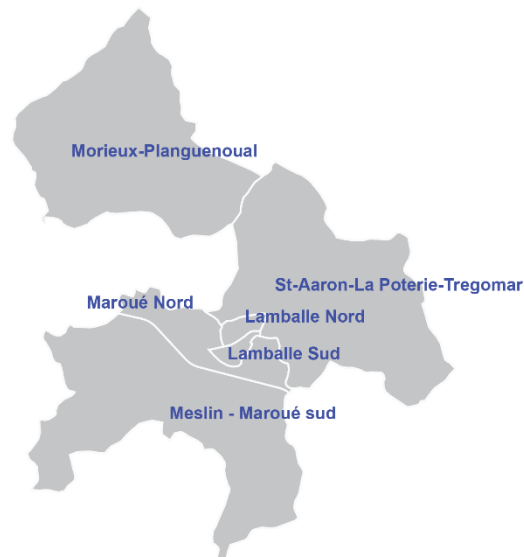 Morieux-Planguenoual
St-Aaron-La Poterie-Tregomar
Maroué Nord
Lamballe Nord
Lamballe Sud
Meslin - Maroué sud